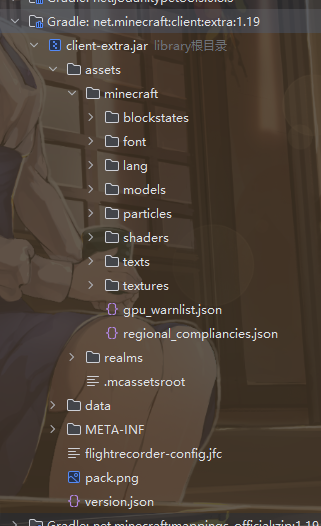 Gradle: net.minecraft:client:extra:1.19
client-extra.jar library根目录
assets
minecraft
blockstates
font
lang
models
particles
shaders
texts
textures
gpu_warnlist.json
regional_compliancies.json
realms
.mcassetsroot
data
META-INF
flightrecorder-config.jfc
pack.png
version.json
Gradle: net.minecraft:mappings_official:zip:1.19